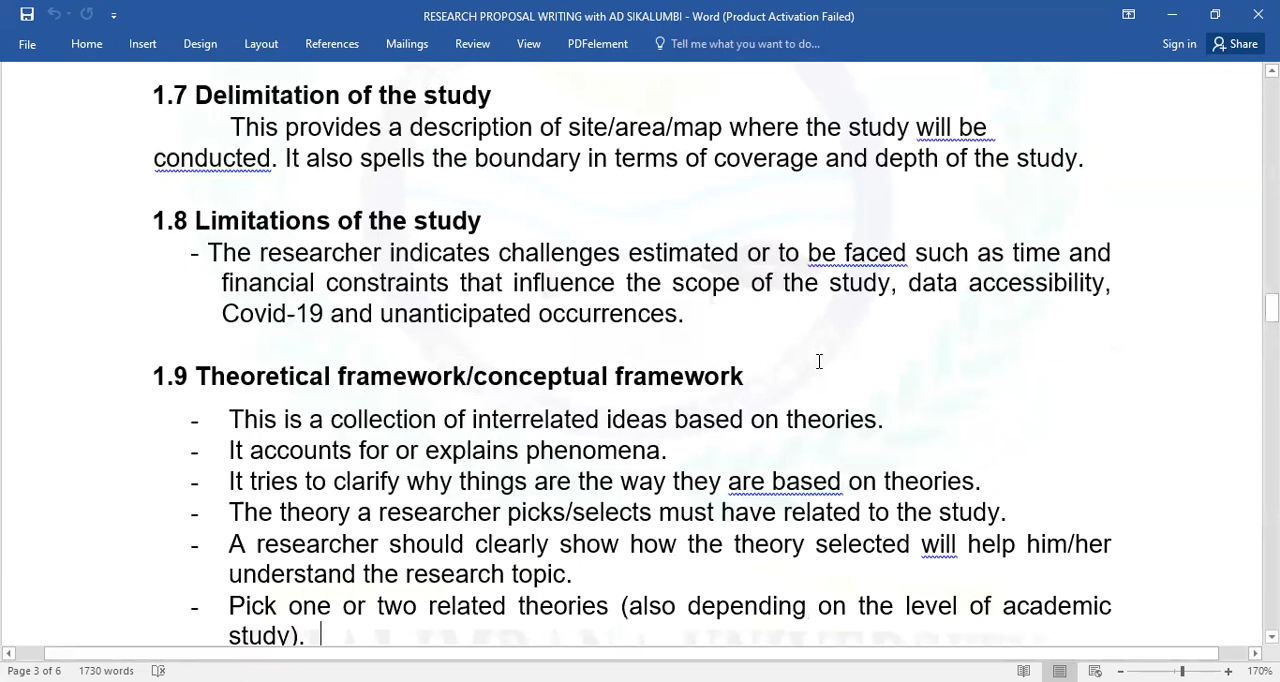 RESEARCH PROPOSAL WRITING with AD SIKALUMBI - Word (Product Activation Failed)
File Home Insert Design Layout References Mailings Review View PDFelement Tell me what you want to do... Sign in Share
1.7 Delimitation of the study
This provides a description of site/area/map where the study will be
conducted. It also spells the boundary in terms of coverage and depth of the study.
1.8 Limitations of the study
- The researcher indicates challenges estimated or to be faced such as time and
financial constraints that influence the scope of the study, data accessibility,
Covid-19 and unanticipated occurrences.
1.9 Theoretical framework/conceptual framework
- This is a collection of interrelated ideas based on theories.
- It accounts for or explains phenomena.
- It tries to clarify why things are the way they are based on theories.
- The theory a researcher picks/selects must have related to the study.
- A researcher should clearly show how the theory selected will help him/her
understand the research topic.
- Pick one or two related theories (also depending on the level of academic
study).
Page 3 of 6 1730 words 170%